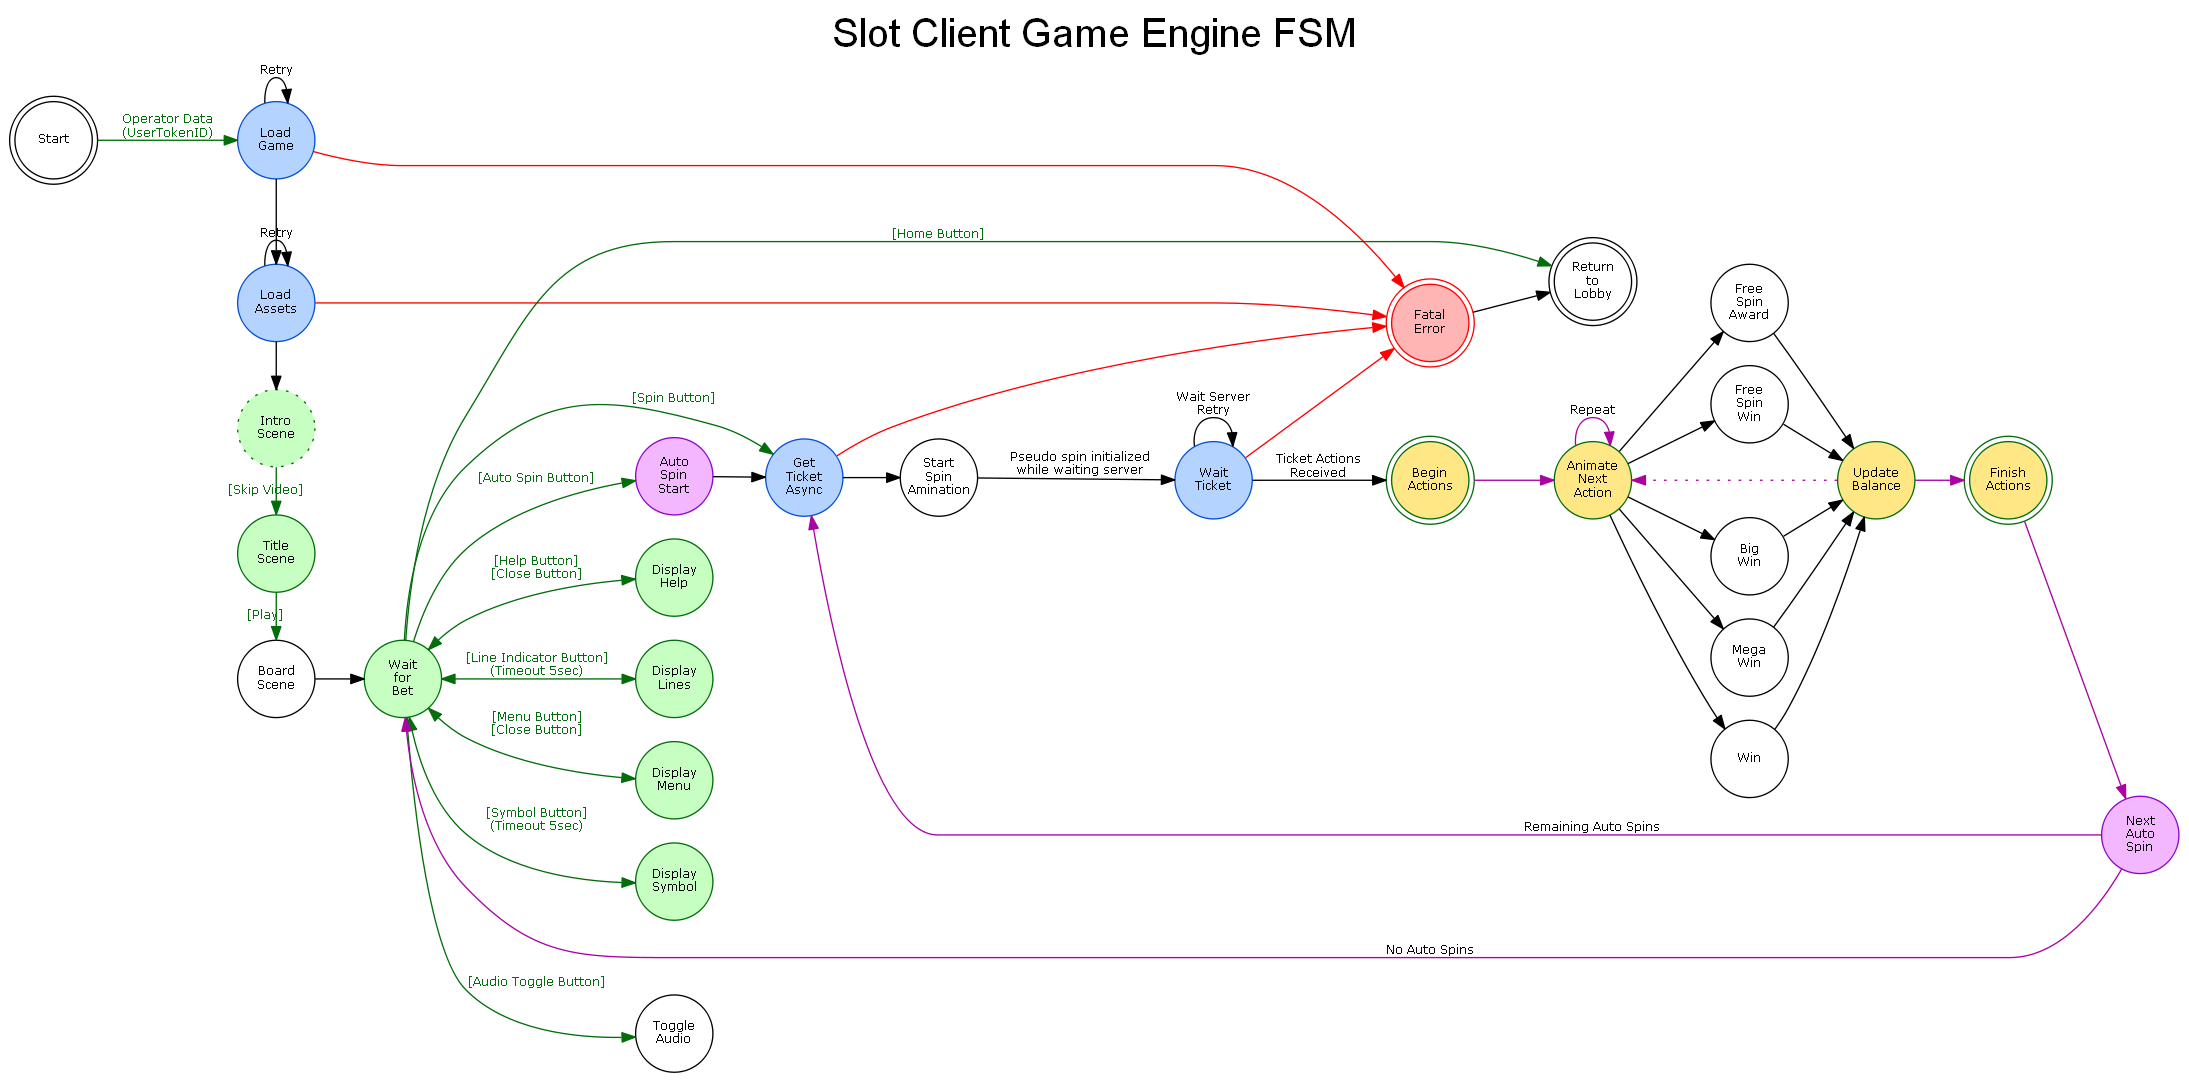 Slot Client Game Engine FSM
Retry
Start
Operator Data
(UserTokenID)
Load
Game
Retry
Load
Assets
[Home Button]
Return
to
Lobby
Fatal
Error
Free
Spin
Award
Intro
Scene
[Skip Video]
Title
Scene
[Play]
Board
Scene
Wait
for
Bet
[Spin Button]
[Auto Spin Button]
Auto
Spin
Start
Get
Ticket
Async
Start
Spin
Amination
Pseudo spin initialized
while waiting server
Wait Server
Retry
Wait
Ticket
Ticket Actions
Received
Begin
Actions
Repeat
Animate
Next
Action
Free
Spin
Win
Big
Win
Mega
Win
Win
Update
Balance
Finish
Actions
[Help Button]
[Close Button]
Display
Help
[Line Indicator Button]
(Timeout 5sec)
Display
Lines
[Menu Button]
[Close Button]
Display
Menu
[Symbol Button]
(Timeout 5sec)
Display
Symbol
Remaining Auto Spins
Next
Auto
Spin
No Auto Spins
[Audio Toggle Button]
Toggle
Audio